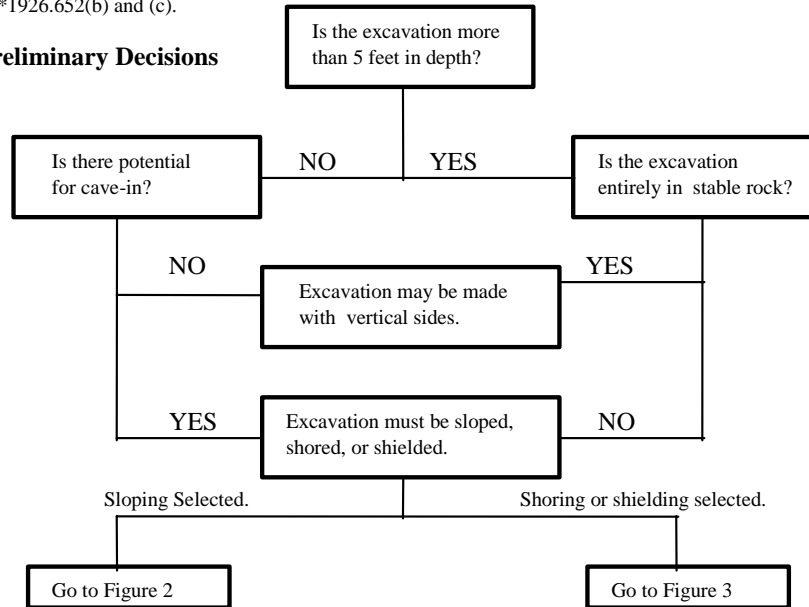 *1926.652(b) and (c).
reliminary Decisions
Is the excavation more
than 5 feet in depth?
Is there potential
for cave-in?
NO
YES
Is the excavation
entirely in stable rock?
NO
YES
Excavation may be made
with vertical sides.
YES
NO
Excavation must be sloped,
shored, or shielded.
Sloping Selected.
Shoring or shielding selected.
Go to Figure 2
Go to Figure 3